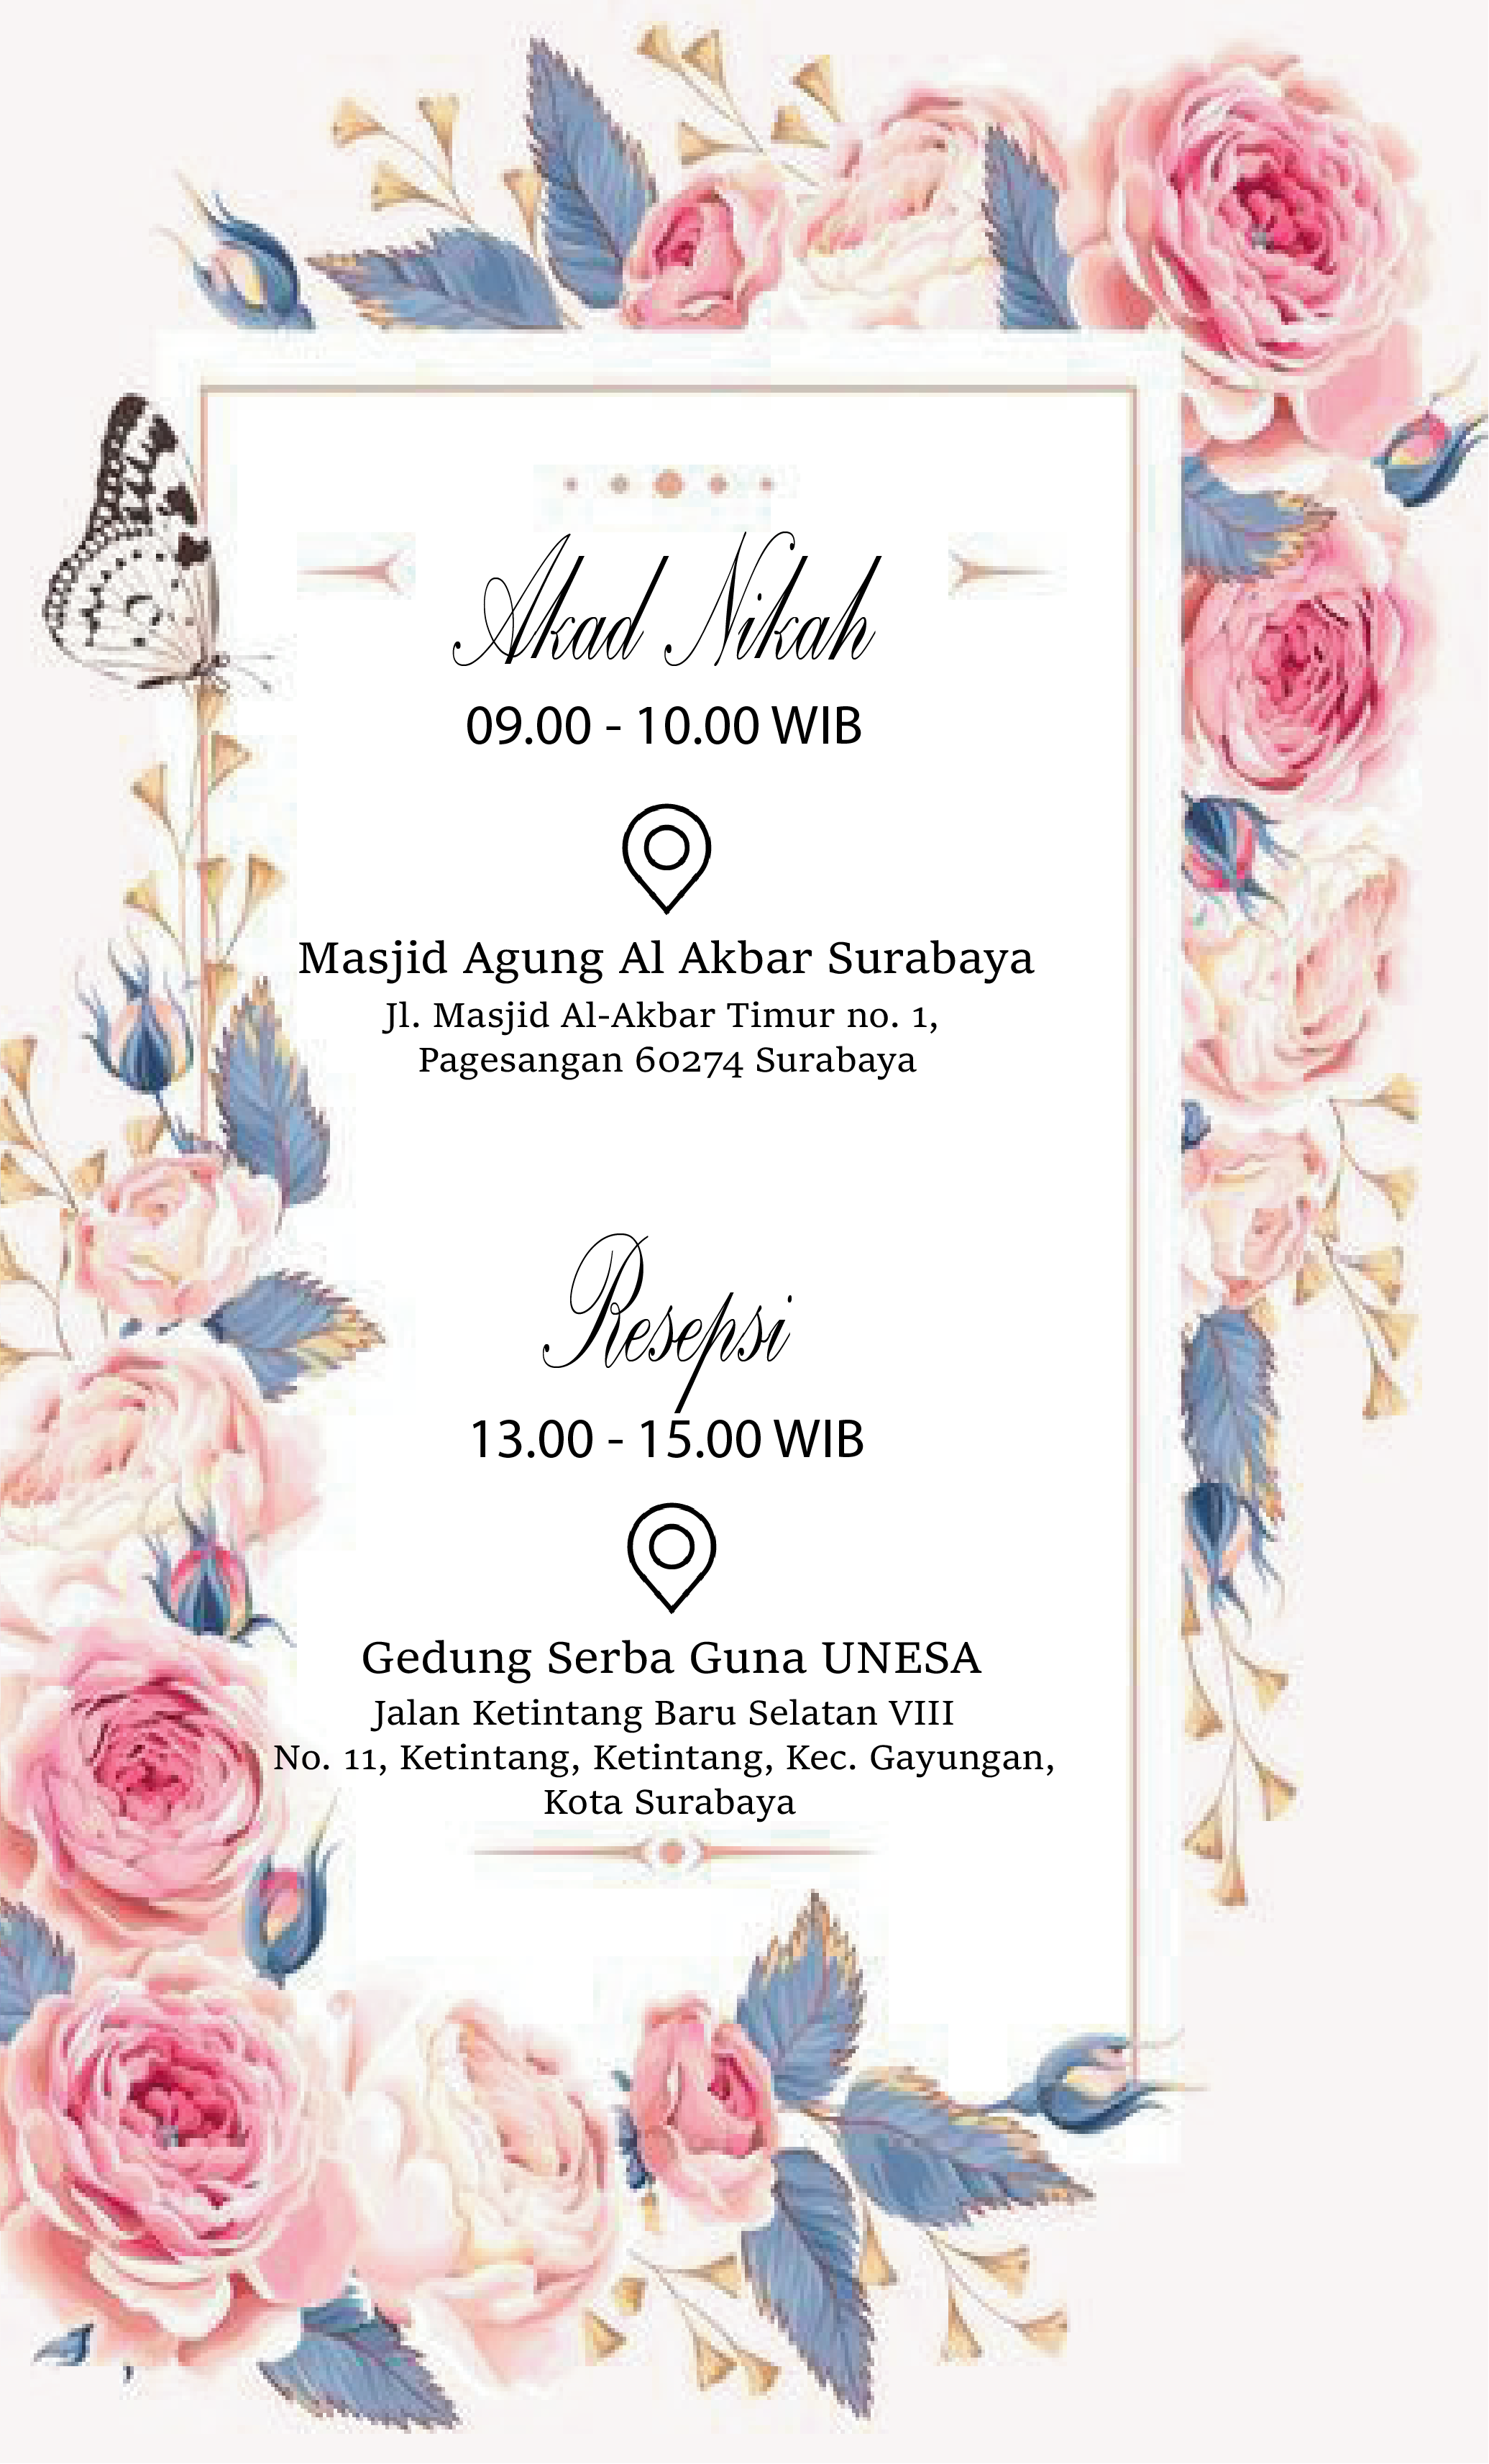 Akad Nikah
09.00 - 10.00 WIB
Masjid Agung Al Akbar Surabaya
Jl. Masjid Al-Akbar Timur no. 1,
Pagesangan 60274 Surabaya
Resepsi
13.00 - 15.00 WIB
Gedung Serba Guna UNESA
Jalan Ketintang Baru Selatan VIII
No. 11, Ketintang, Ketintang, Kec. Gayungan,
Kota Surabaya